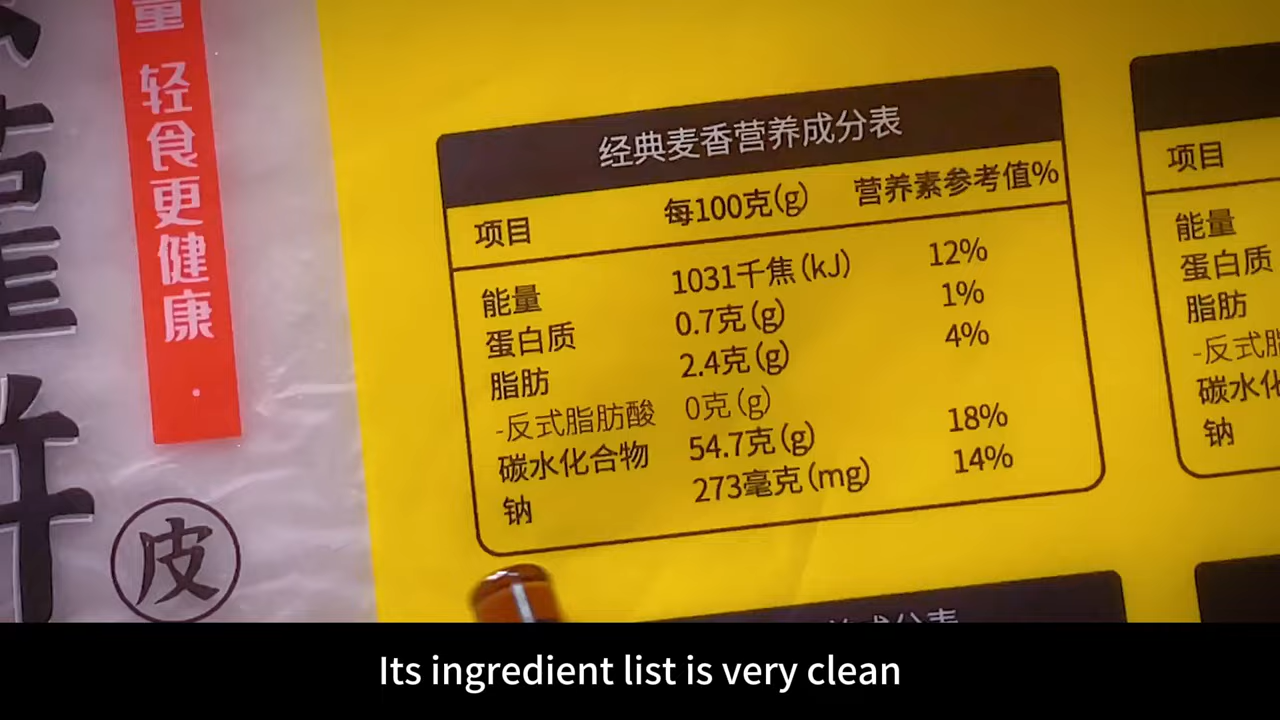 量 轻食更健康
皮
经典麦香营养成分表
项目 每100克(g) 营养素参考值%
能量 1031千焦(kJ) 12%
蛋白质 0.7克(g) 1%
脂肪 2.4克(g) 4%
-反式脂肪酸 0克(g)
碳水化合物 54.7克(g) 18%
钠 273毫克(mg) 14%
项目
能量
蛋白质
脂肪
-反式脂
碳水化
钠
成分表
Its ingredient list is very clean